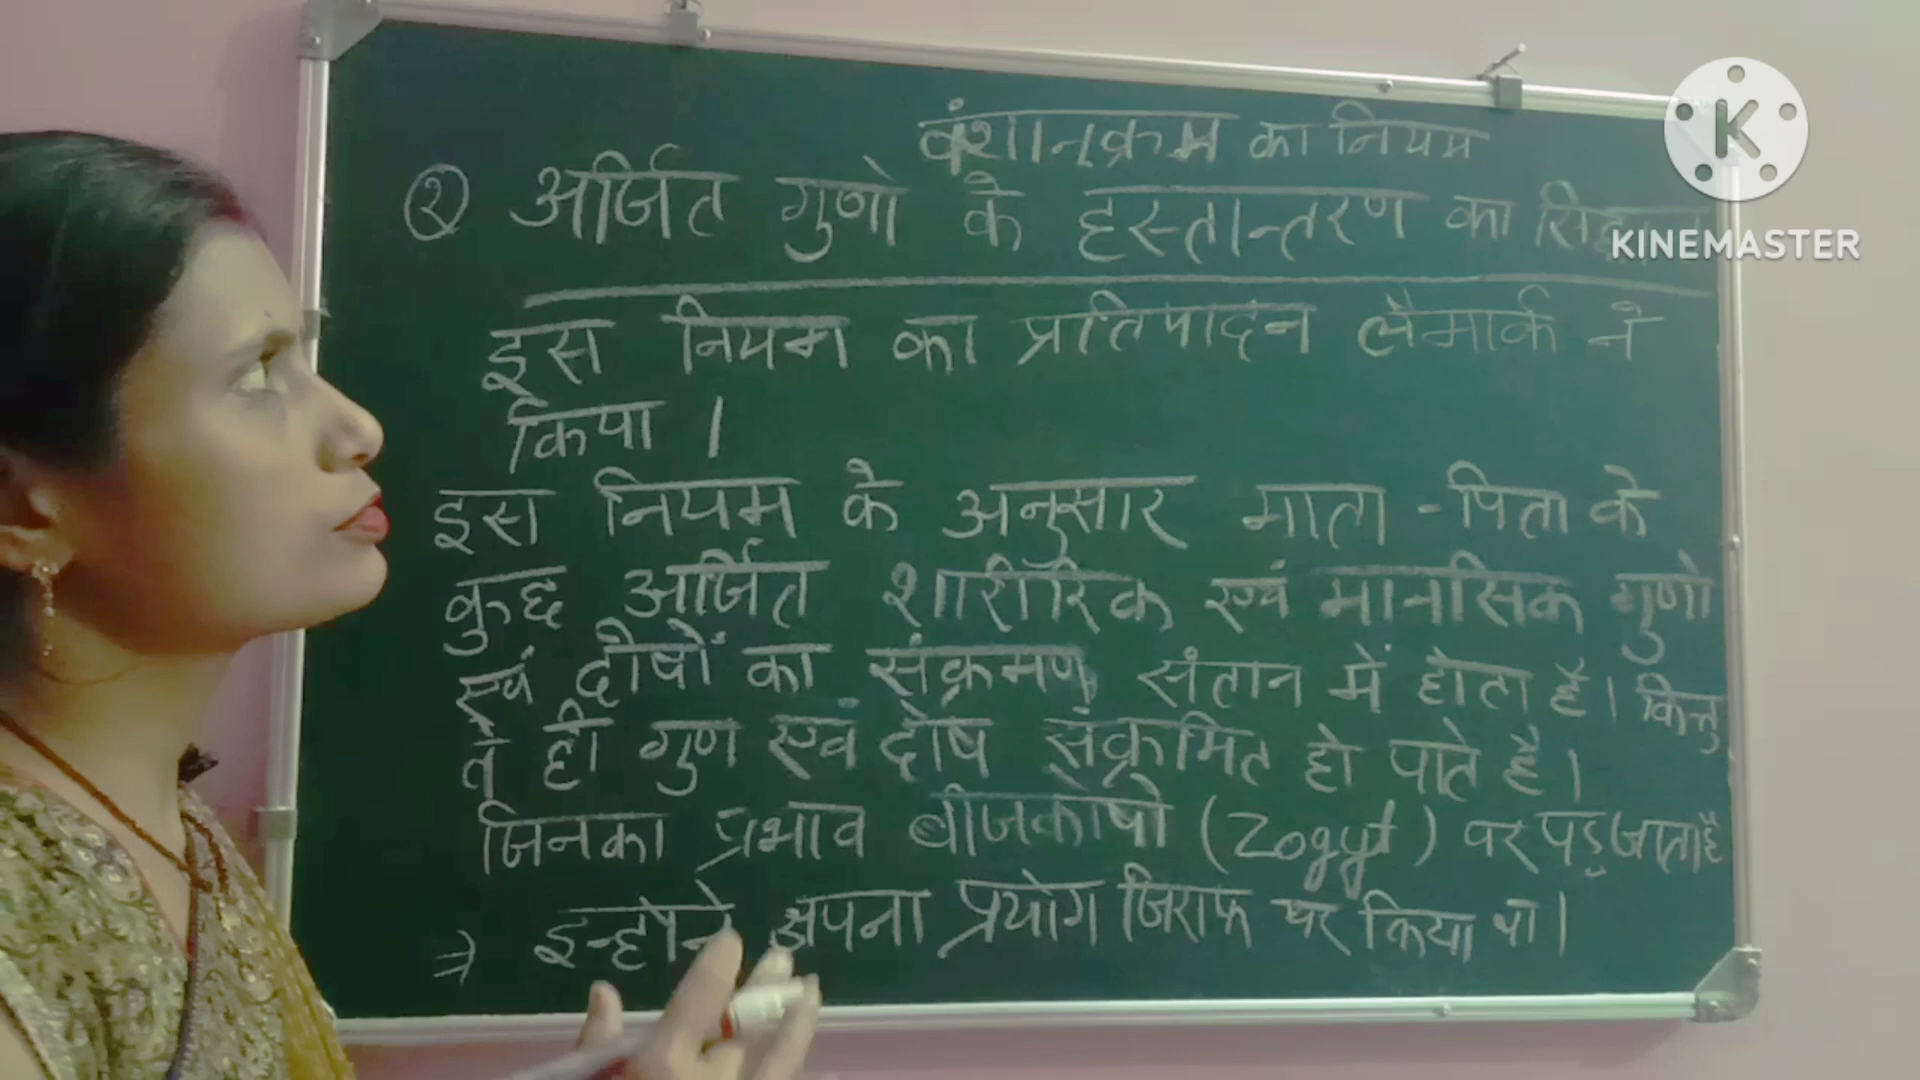 वंशानुक्रम का नियम
② अर्जित गुणो के हस्तान्तरण का
इस नियम का प्रतिपादन लैमार्क ने
किया ।
इस नियम के अनुसार माता - पिता के
कुछ अर्जित शारीरिक एवं मानसिक गुणो
एवं दोषों का संक्रमण संतान में होता है । किन्तु
वे ही गुण एवं दोष संक्रमित हो पाते है ।
जिनका प्रभाव बीजकोषो (Zogyt) पर पड़ जाता है
⇒ इन्होने अपना प्रयोग जिराफ पर किया था ।
K
KINEMASTER